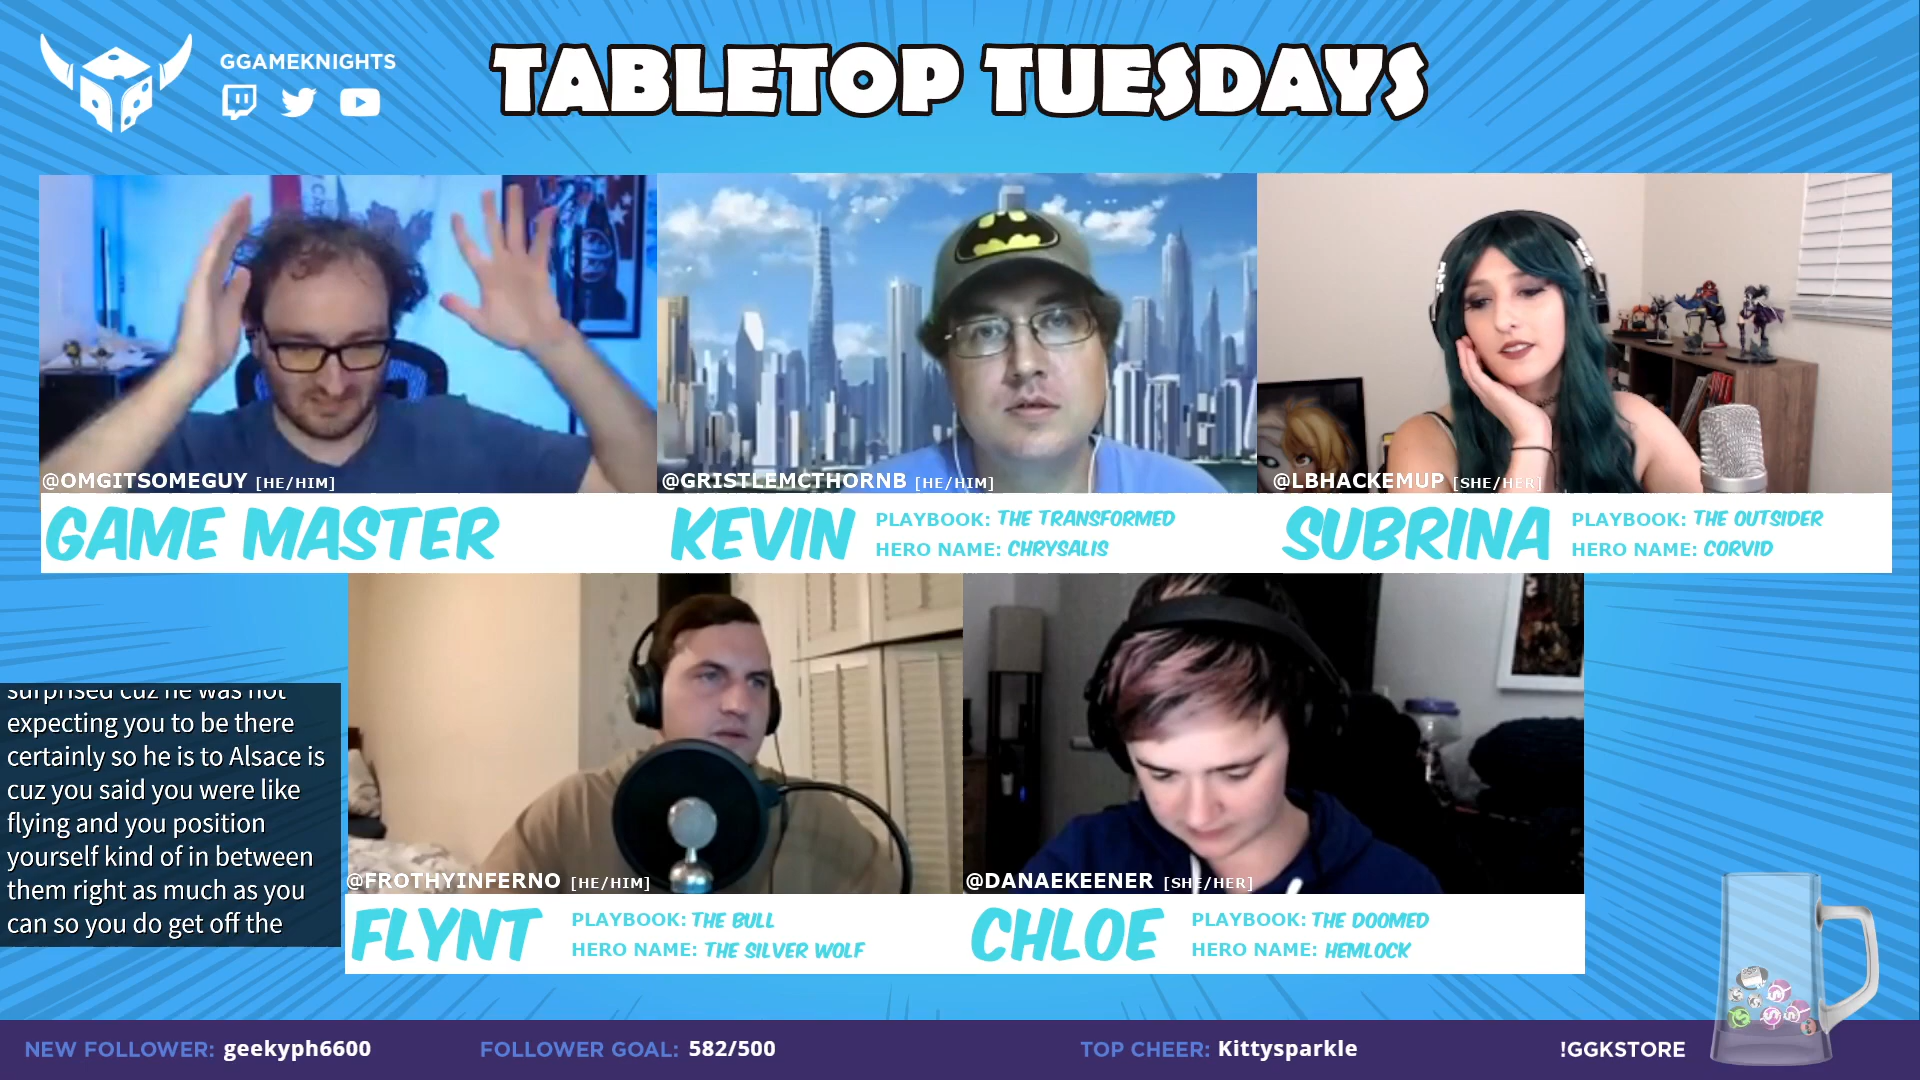 GGAMEKNIGHTS
TABLETOP TUESDAYS
@OMGITSOMEGUY [HE/HIM]
GAME MASTER
@GRISTLEMCTHORNB [HE/HIM]
KEVIN
PLAYBOOK: THE TRANSFORMED
HERO NAME: CHRYSALIS
@LBHACKEMUP [SHE/HER]
SUBRINA
PLAYBOOK: THE OUTSIDER
HERO NAME: CORVID
surprised cuz he was not
expecting you to be there
certainly so he is to Alsace is
cuz you said you were like
flying and you position
yourself kind of in between
them right as much as you
can so you do get off the
@FROTHYINFERNO [HE/HIM]
FLYNT
PLAYBOOK: THE BULL
HERO NAME: THE SILVER WOLF
@DANAEKEENER [SHE/HER]
CHLOE
PLAYBOOK: THE DOOMED
HERO NAME: HEMLOCK
NEW FOLLOWER: geekyph6600
FOLLOWER GOAL: 582/500
TOP CHEER: Kittysparkle
!GGKSTORE